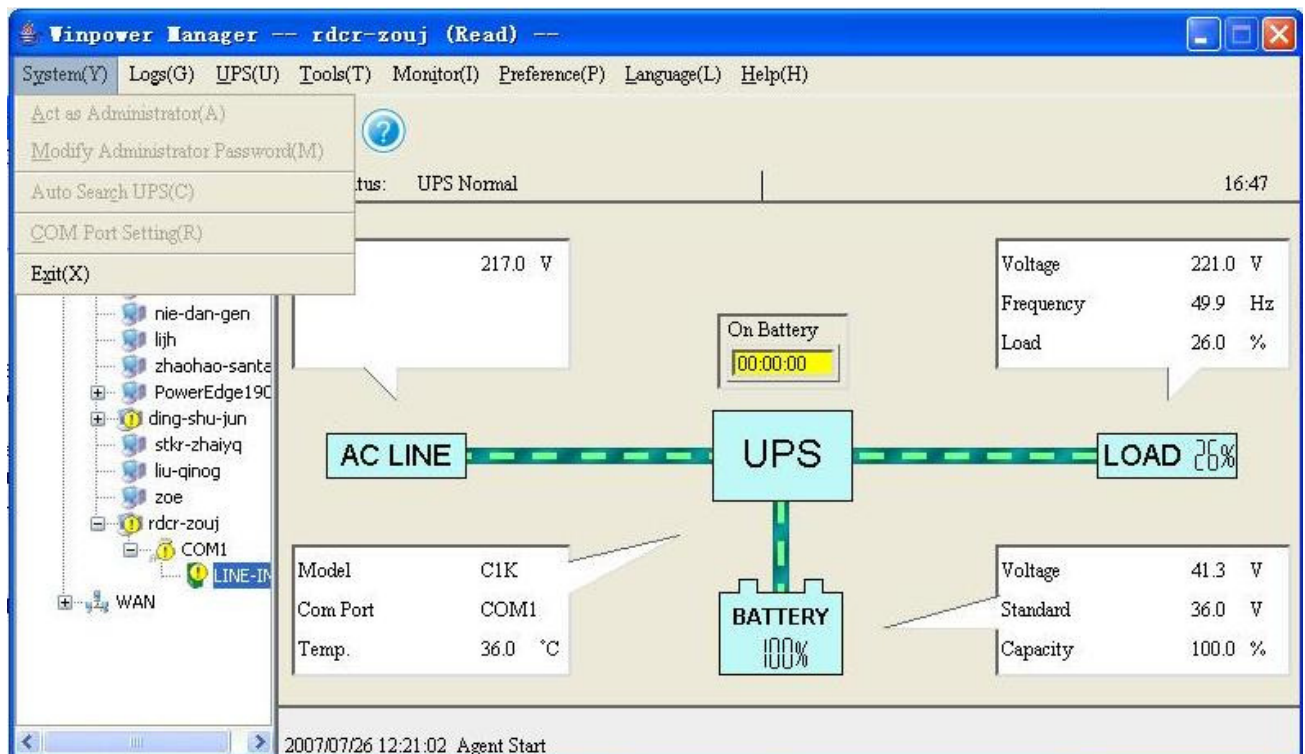 Winpower Manager -- rdcr-zouj (Read) --
System(Y) Logs(G) UPS(U) Tools(T) Monitor(I) Preference(P) Language(L) Help(H)
Act as Administrator(A)
Modify Administrator Password(M)
Auto Search UPS(C)
COM Port Setting(R)
Exit(X)
tus: UPS Normal
16:47
nie-dan-gen
lijh
zhaohao-santa
PowerEdge190
ding-shu-jun
stkr-zhaiyq
liu-qinog
zoe
rdcr-zouj
COM1
LINE-IN
WAN
217.0 V
Voltage 221.0 V
Frequency 49.9 Hz
Load 26.0 %
On Battery
00:00:00
AC LINE
UPS
LOAD 26%
Model C1K
Com Port COM1
Temp. 36.0 °C
BATTERY
100%
Voltage 41.3 V
Standard 36.0 V
Capacity 100.0 %
2007/07/26 12:21:02 Agent Start